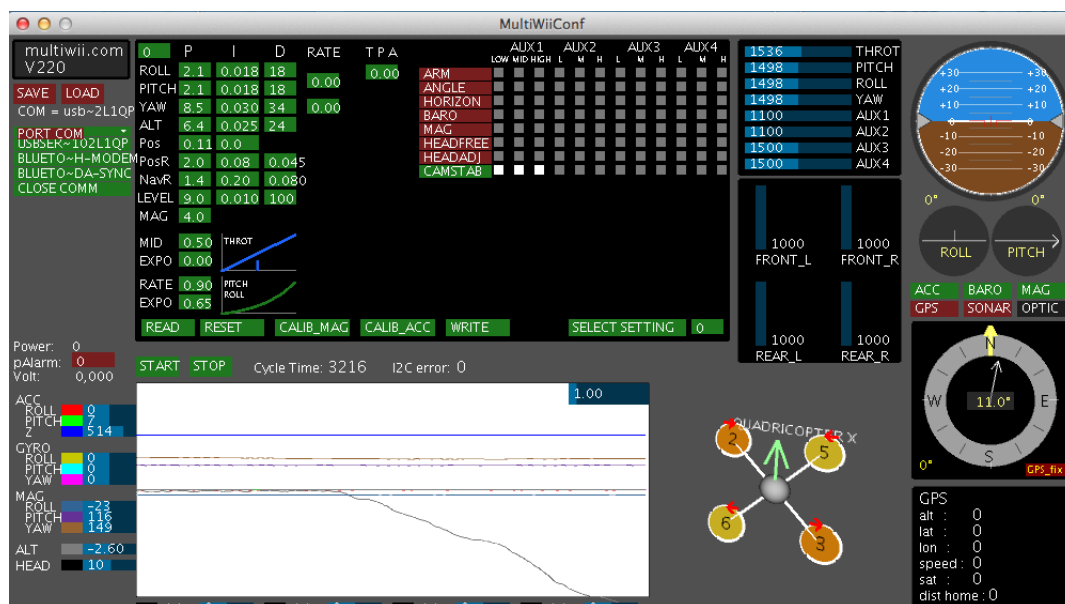 MultiWiiConf
multiwii.com
V220
SAVE LOAD
COM = usb~2L1QP
PORT COM
USBSER~102L1QP
BLUETO~H-MODEM
BLUETO~DA-SYNC
CLOSE COMM
0 P I D RATE T P A
ROLL 2.1 0.018 18 0.00
PITCH 2.1 0.018 18 0.00
YAW 8.5 0.030 34 0.00
ALT 6.4 0.025 24
Pos 0.11 0.0
PosR 2.0 0.08 0.045
NavR 1.4 0.20 0.080
LEVEL 9.0 0.010 100
MAG 4.0
MID 0.50 THROT
EXPO 0.00
RATE 0.90 PITCH
EXPO 0.65 ROLL
AUX1 AUX2 AUX3 AUX4
LOW MID HIGH L M H L M H L M H
ARM
ANGLE
HORIZON
BARO
MAG
HEADFREE
HEADADJ
CAMSTAB
READ RESET CALIB_MAG CALIB_ACC WRITE SELECT SETTING 0
1536 THROT
1498 PITCH
1498 ROLL
1498 YAW
1100 AUX1
1100 AUX2
1500 AUX3
1500 AUX4
1000 1000
FRONT_L FRONT_R
1000 1000
REAR_L REAR_R
+30 +30
+20 +20
+10 +10
-10 -10
-20 -20
-30 -30
0° 0°
ROLL PITCH
ACC BARO MAG
GPS SONAR OPTIC
N
W 11.0° E
S
0° GPS_fix
Power: 0
pAlarm: 0
Volt: 0,000
START STOP Cycle Time: 3216 I2C error: 0
1.00
ACC
ROLL 0
PITCH 7
Z 514
GYRO
ROLL 0
PITCH 0
YAW 0
MAG
ROLL -23
PITCH 116
YAW 149
ALT -2.60
HEAD 10
QUADRICOPTER X
2 5
6 3
GPS
alt : 0
lat : 0
lon : 0
speed : 0
sat : 0
dist home : 0